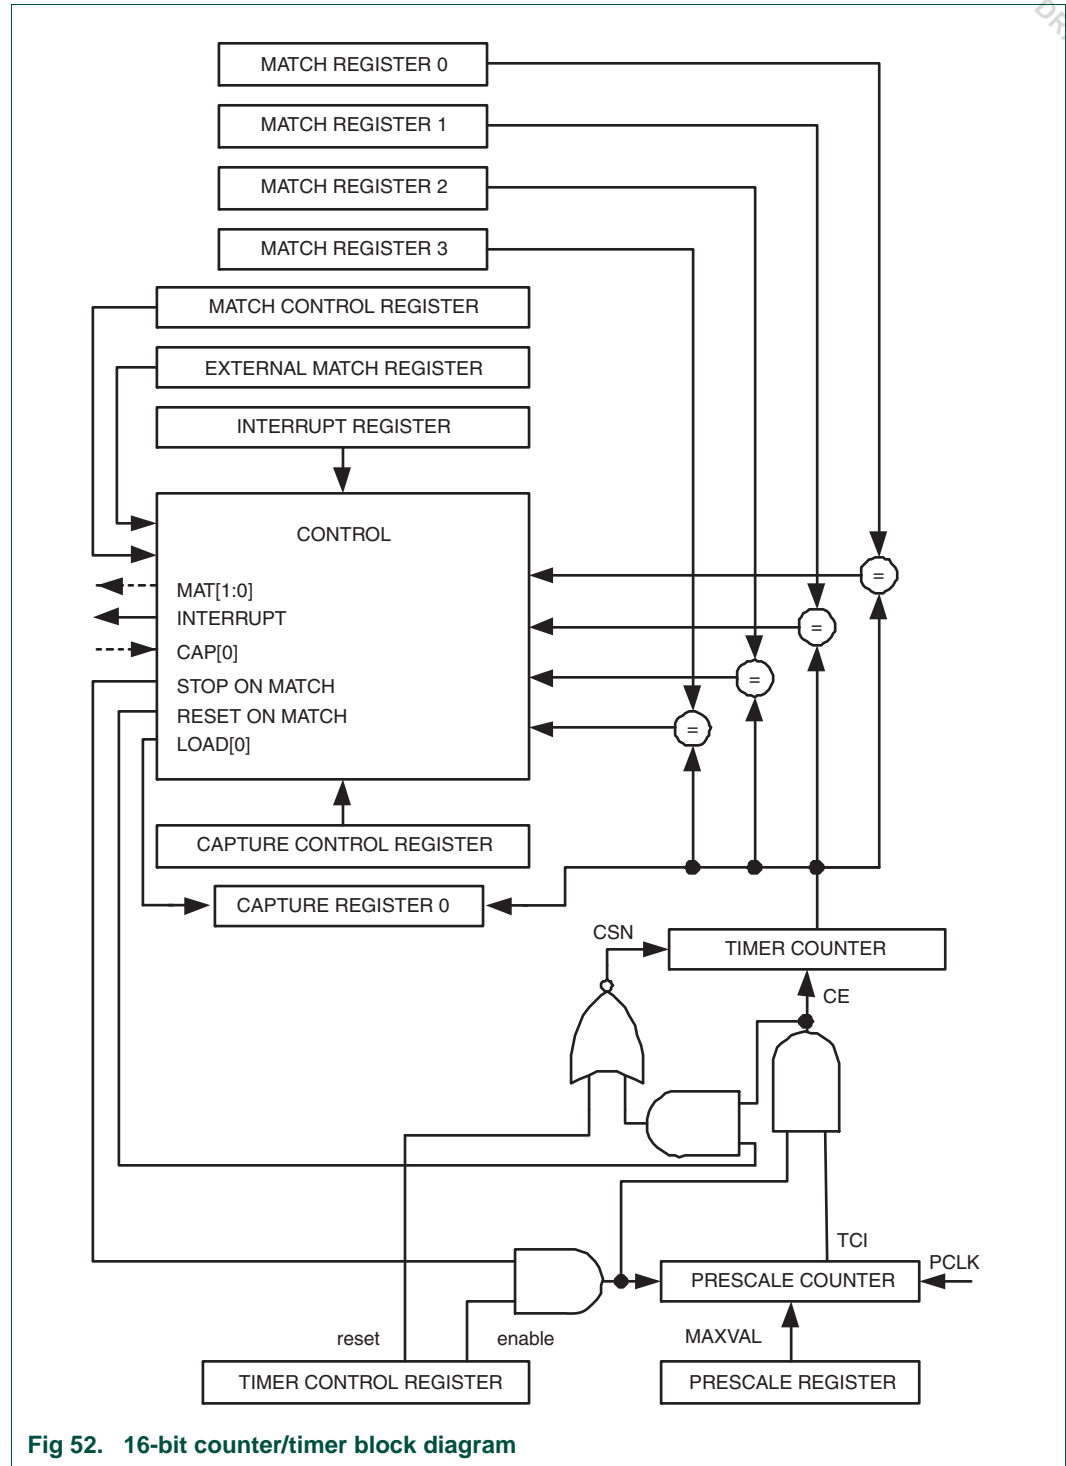 MATCH REGISTER 0
MATCH REGISTER 1
MATCH REGISTER 2
MATCH REGISTER 3
MATCH CONTROL REGISTER
EXTERNAL MATCH REGISTER
INTERRUPT REGISTER
CONTROL
=
MAT[1:0]
INTERRUPT
=
CAP[0]
=
STOP ON MATCH
RESET ON MATCH
=
LOAD[0]
CAPTURE CONTROL REGISTER
CAPTURE REGISTER 0
CSN
TIMER COUNTER
CE
TCI
PCLK
PRESCALE COUNTER
reset
enable
MAXVAL
TIMER CONTROL REGISTER
PRESCALE REGISTER
Fig 52. 16-bit counter/timer block diagram